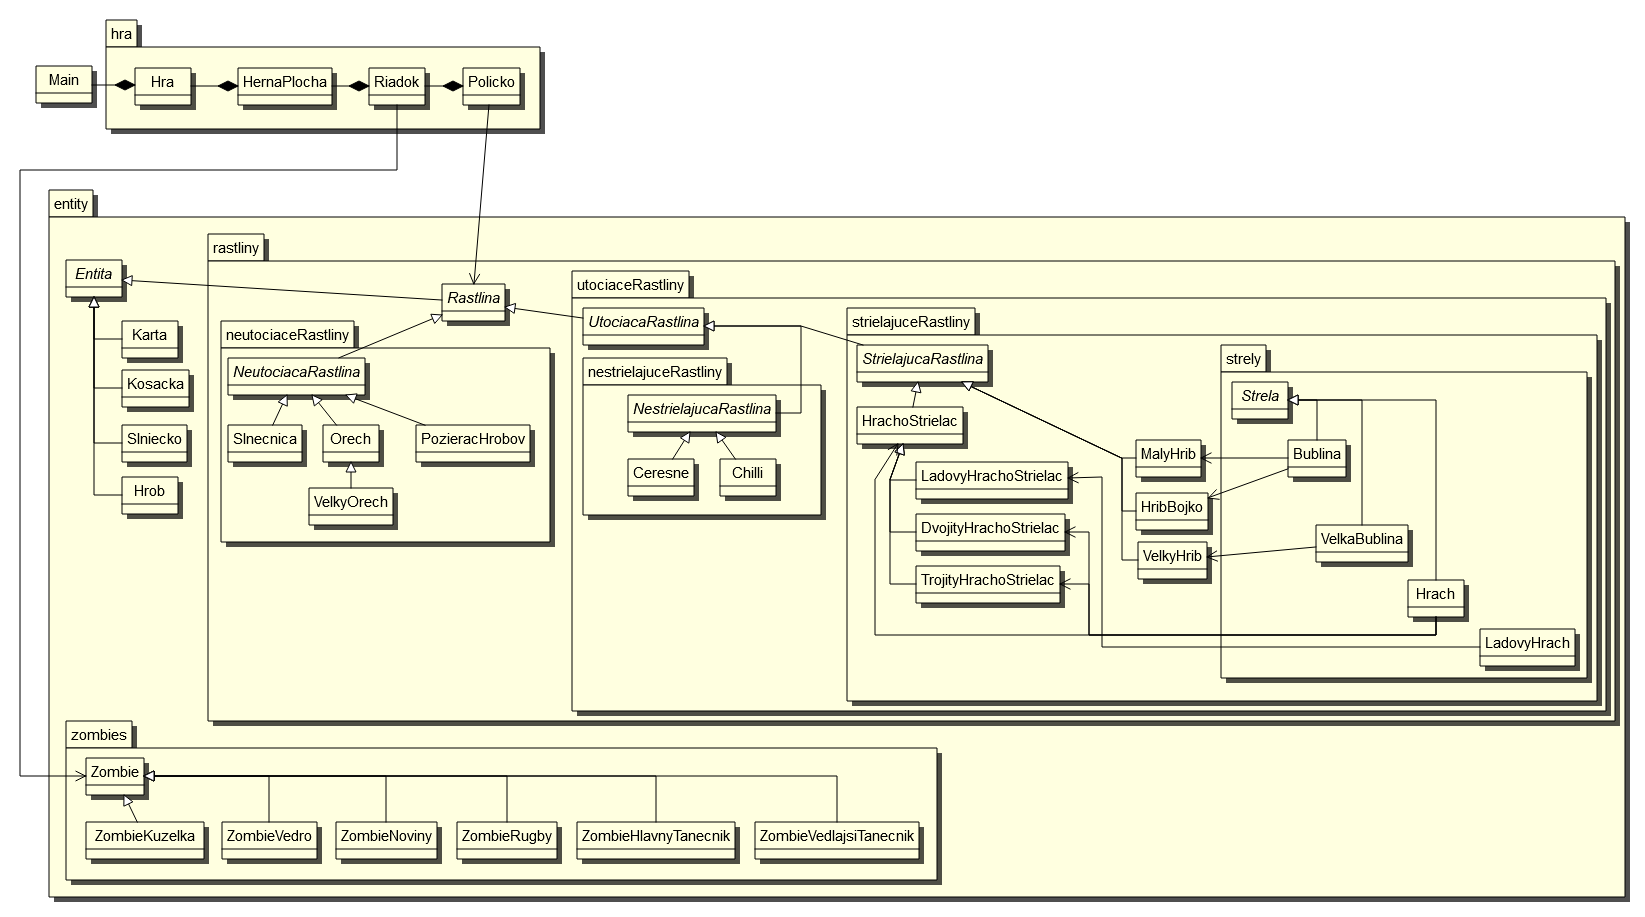 hra
Main
Hra
HernaPlocha
Riadok
Policko
entity
rastliny
Entita
Rastlina
utociaceRastliny
UtociacaRastlina
strielajuceRastliny
neutociaceRastliny
Karta
NeutociacaRastlina
nestrielajuceRastliny
StrielajucaRastlina
strely
Kosacka
NestrielajucaRastlina
Strela
HrachoStrielac
Slniecko
Slnecnica
Orech
PozieracHrobov
Ceresne
Chilli
MalyHrib
Bublina
LadovyHrachoStrielac
Hrob
VelkyOrech
HribBojko
DvojityHrachoStrielac
VelkaBublina
VelkyHrib
TrojityHrachoStrielac
Hrach
LadovyHrach
zombies
Zombie
ZombieKuzelka
ZombieVedro
ZombieNoviny
ZombieRugby
ZombieHlavnyTanecnik
ZombieVedlajsiTanecnik